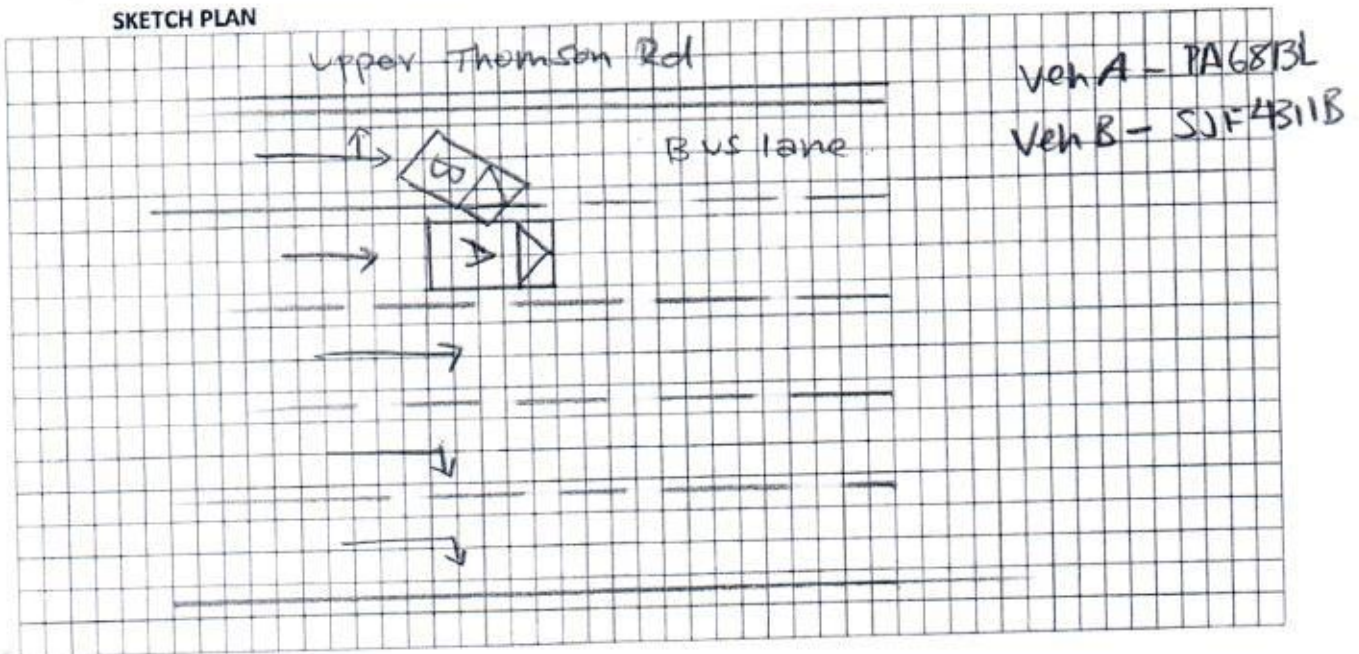 SKETCH PLAN
Upper Thomson Rd
Veh A - PA6813L
Veh B - SJF4311B
Bus lane
B
A